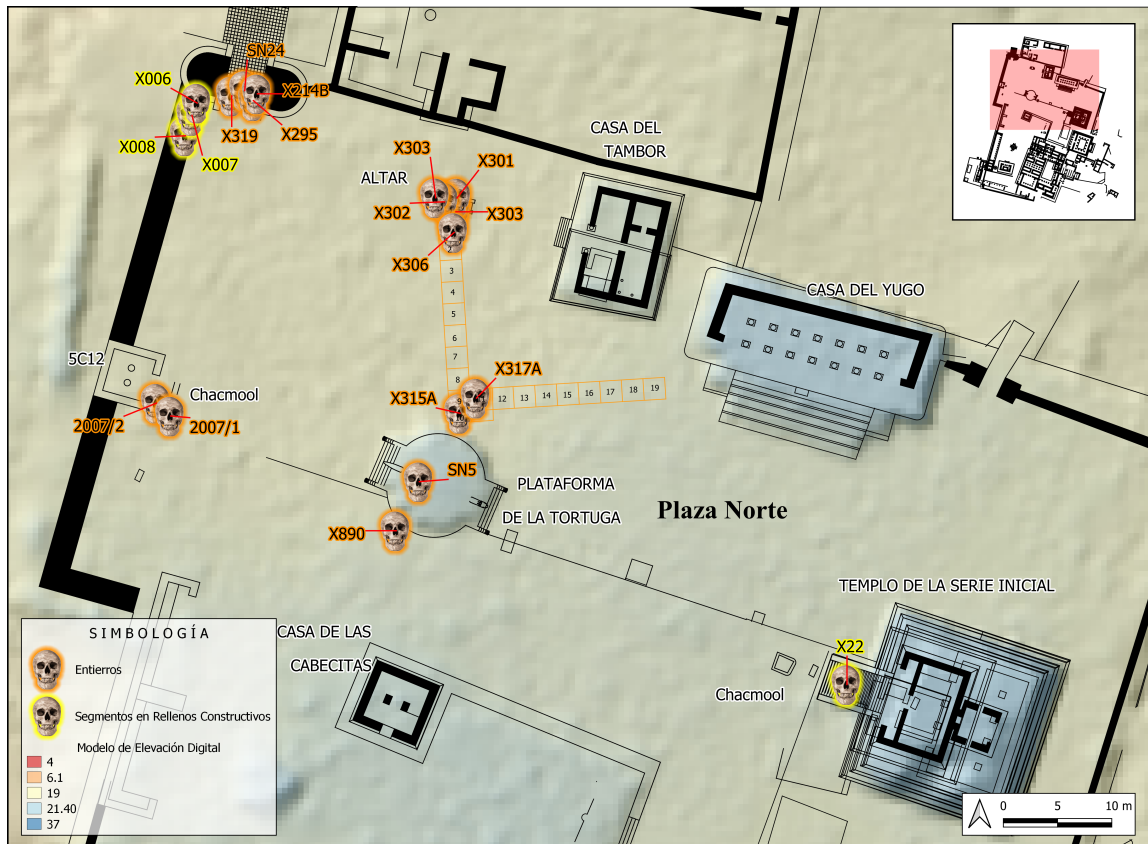 SN24
X006
X214B
X319
X295
X008
X007
CASA DEL
TAMBOR
X303
X301
ALTAR
X302
X303
X306
2
3
4
5
6
7
8
9
12
13
14
15
16
17
18
19
CASA DEL YUGO
5C12
Chacmool
2007/2
2007/1
X317A
X315A
SN5
PLATAFORMA
DE LA TORTUGA
X890
Plaza Norte
TEMPLO DE LA SERIE INICIAL
CASA DE LAS
CABECITAS
X22
Chacmool
SIMBOLOGÍA
Entierros
Segmentos en Rellenos Constructivos
Modelo de Elevación Digital
4
6.1
19
21.40
37
0 5 10 m